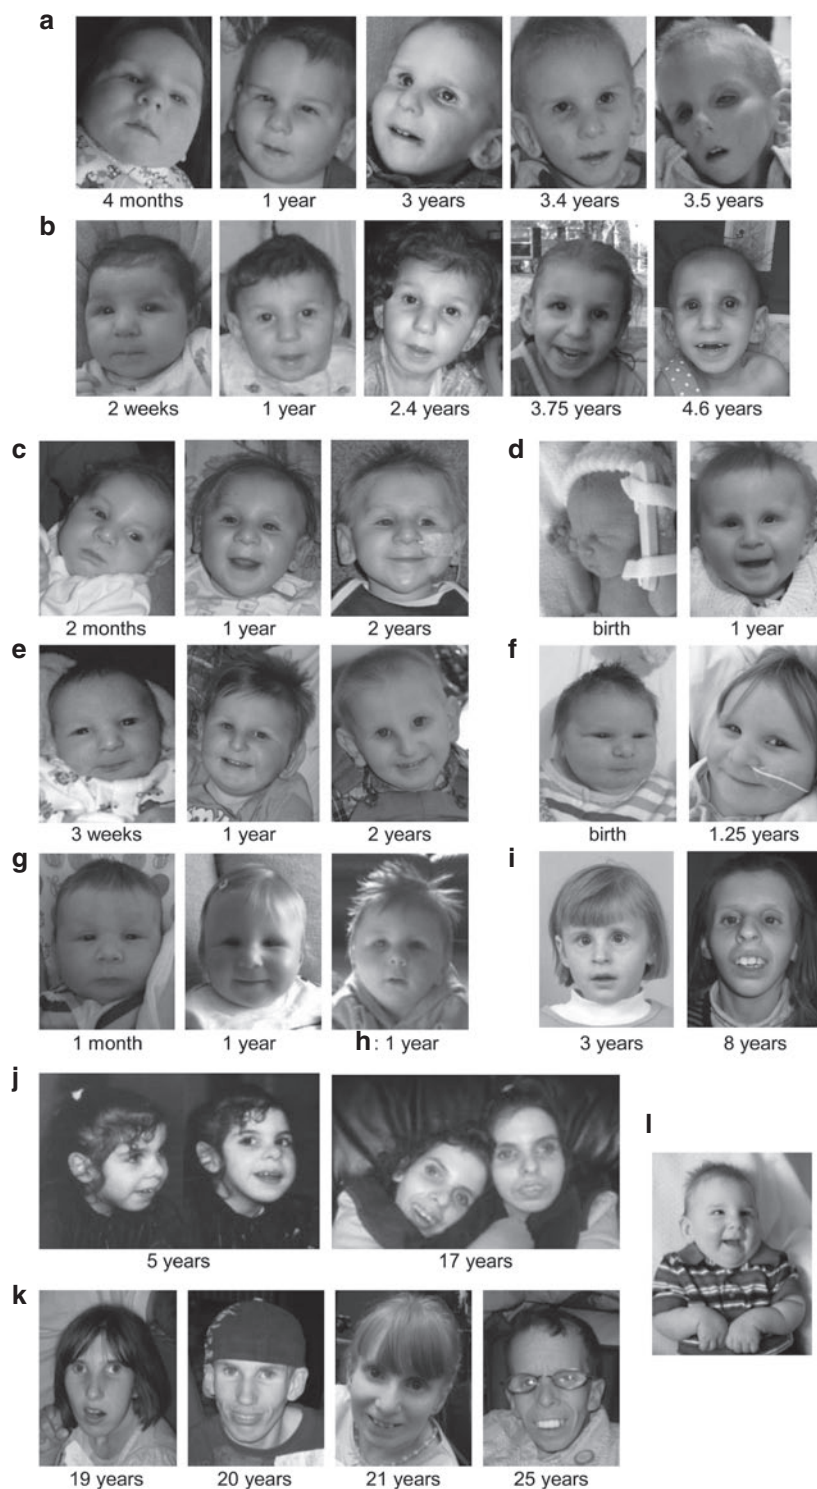 a
4 months 1 year 3 years 3.4 years 3.5 years
b
2 weeks 1 year 2.4 years 3.75 years 4.6 years
c d
2 months 1 year 2 years birth 1 year
e f
3 weeks 1 year 2 years birth 1.25 years
g i
1 month 1 year h: 1 year 3 years 8 years
j
l
5 years 17 years
k
19 years 20 years 21 years 25 years